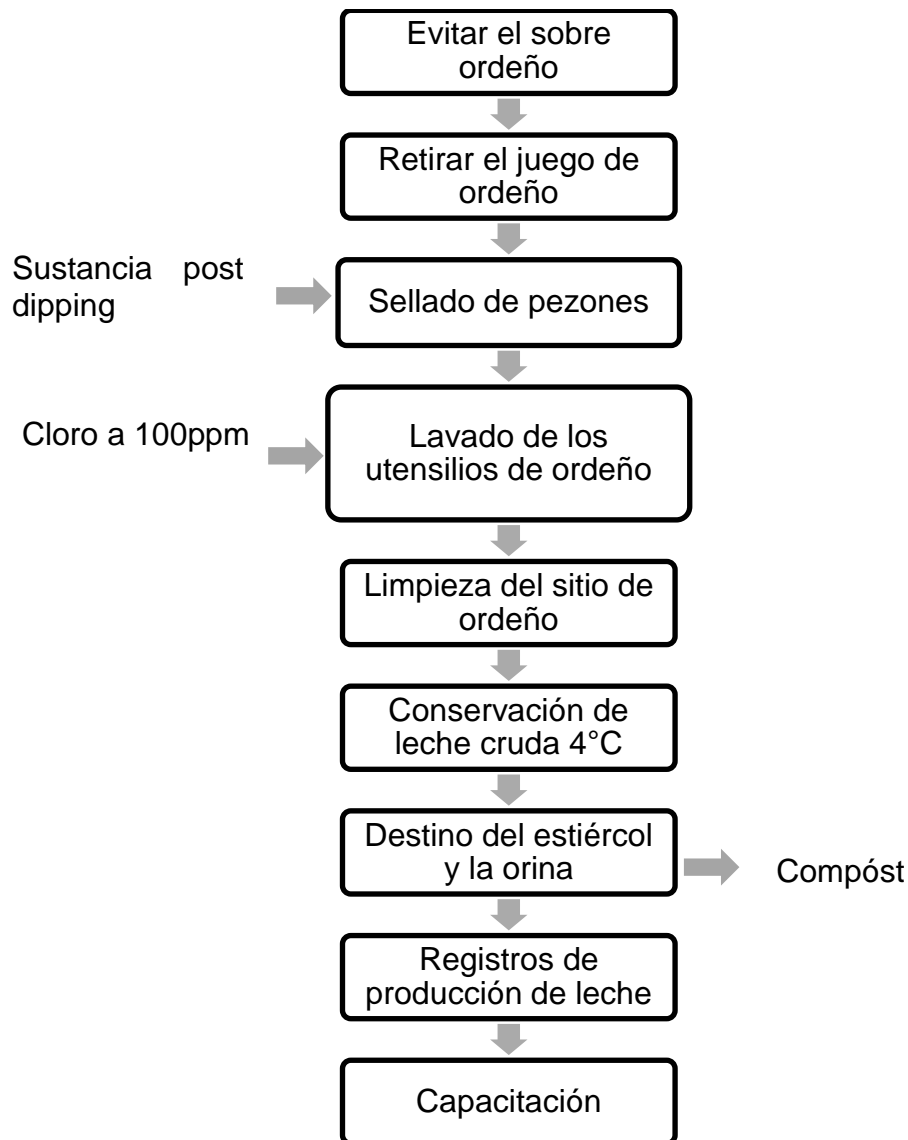 Evitar el sobre
ordeño
Retirar el juego de
ordeño
Sustancia post
dipping
Sellado de pezones
Cloro a 100ppm
Lavado de los
utensilios de ordeño
Limpieza del sitio de
ordeño
Conservación de
leche cruda 4°C
Destino del estiércol
y la orina
Compóst
Registros de
producción de leche
Capacitación